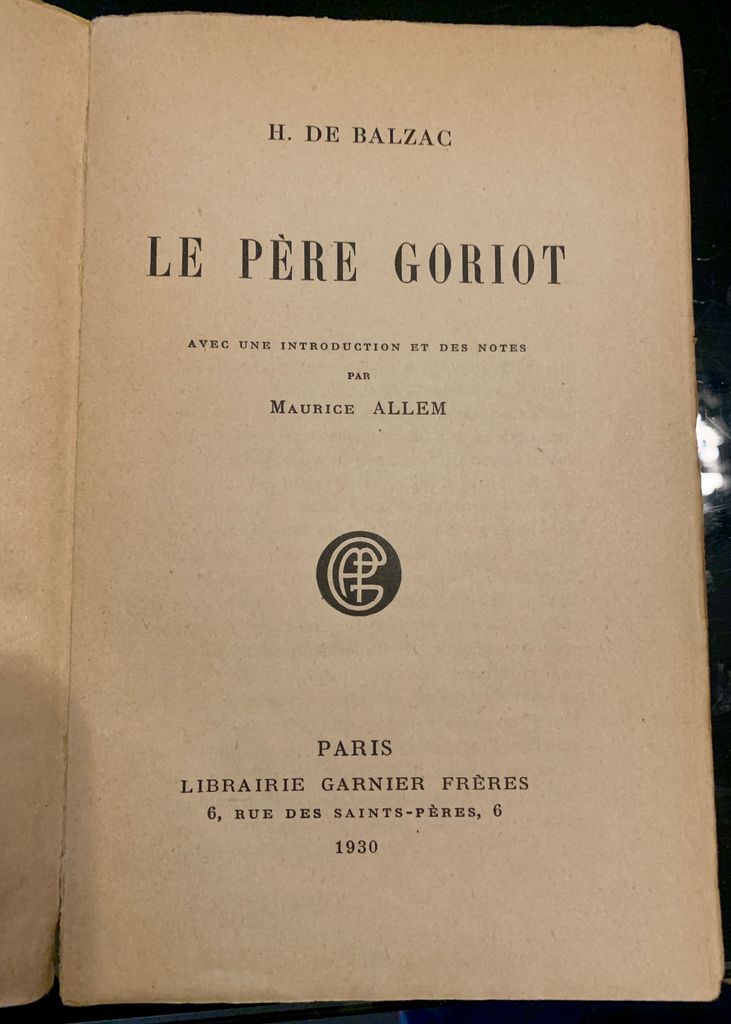 H. DE BALZAC
LE PÈRE GORIOT
AVEC UNE INTRODUCTION ET DES NOTES
PAR
MAURICE ALLEM
PARIS
LIBRAIRIE GARNIER FRÈRES
6, RUE DES SAINTS-PÈRES, 6
1930